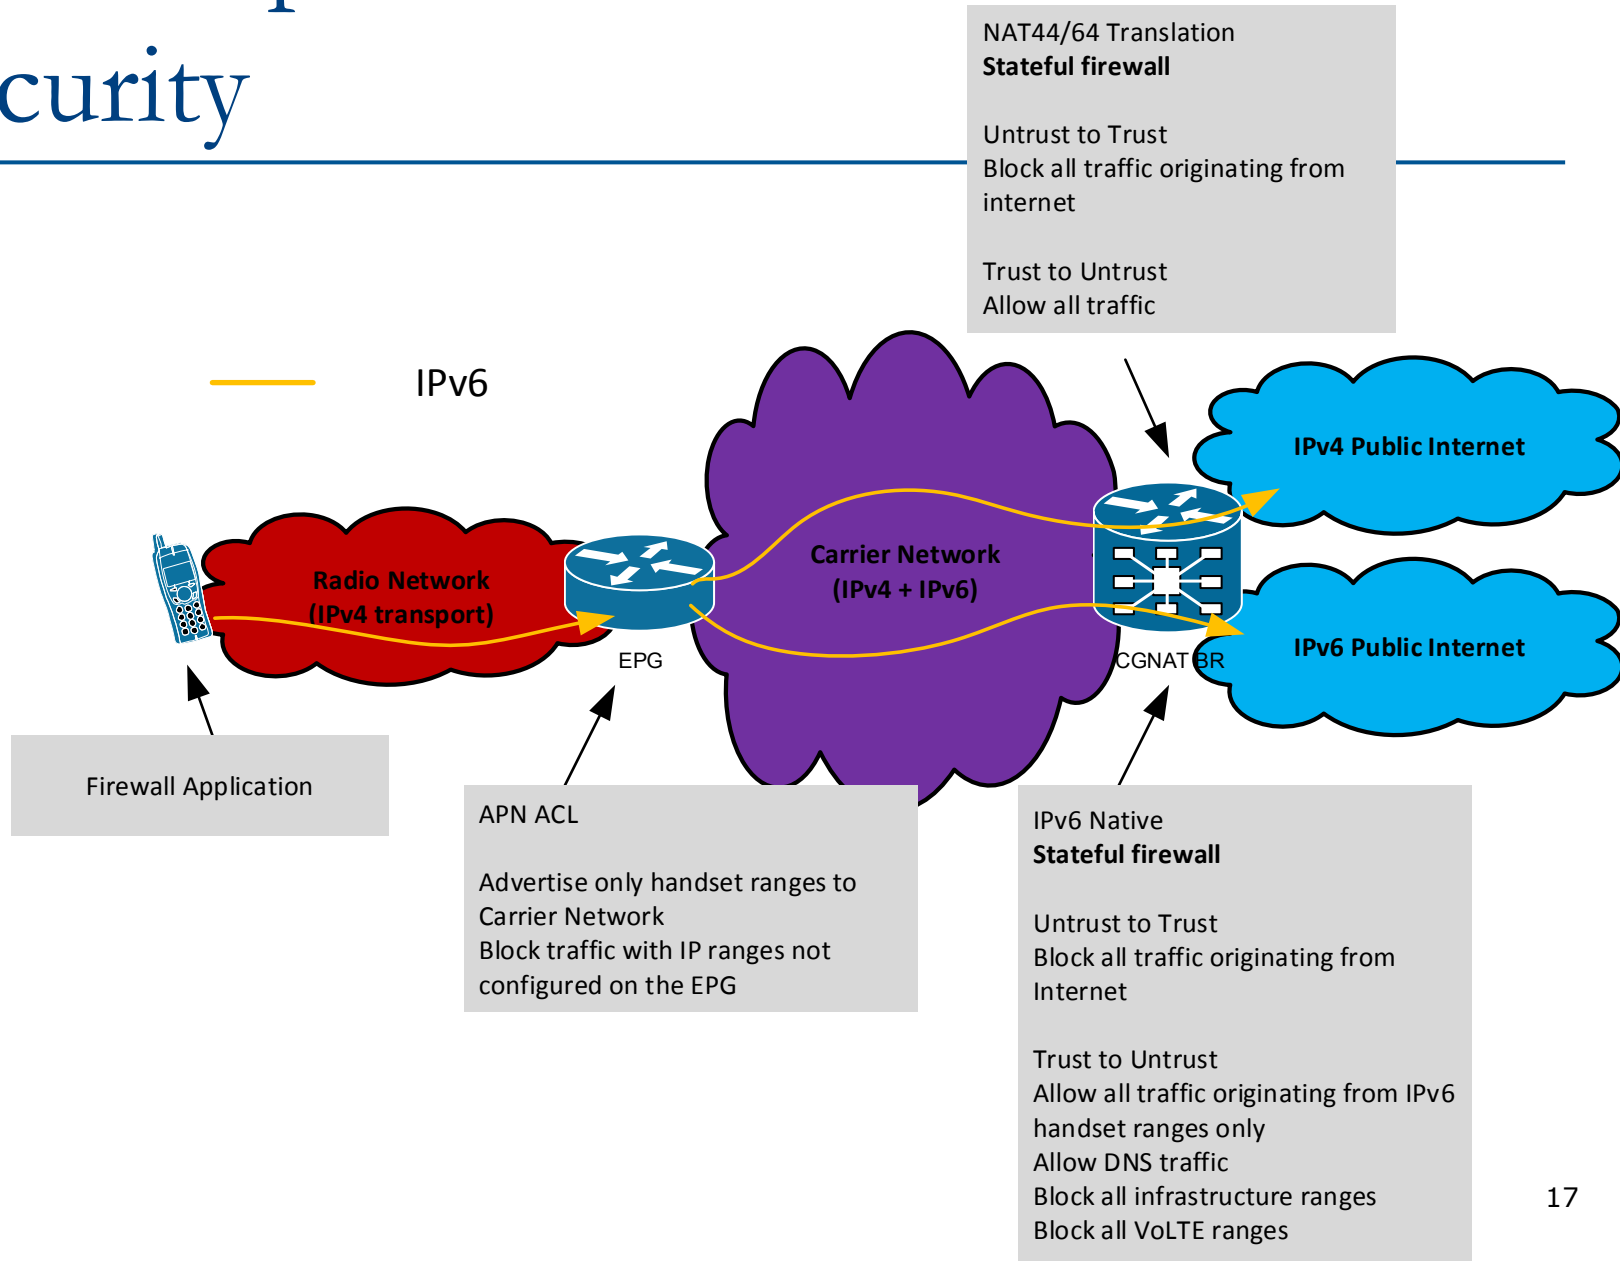 curity
NAT44/64 Translation
Stateful firewall
Untrust to Trust
Block all traffic originating from
internet
Trust to Untrust
Allow all traffic
IPv6
IPv4 Public Internet
Radio Network
(IPv4 transport)
Carrier Network
(IPv4 + IPv6)
EPG
CGNAT BR
IPv6 Public Internet
Firewall Application
APN ACL
Advertise only handset ranges to
Carrier Network
Block traffic with IP ranges not
configured on the EPG
IPv6 Native
Stateful firewall
Untrust to Trust
Block all traffic originating from
Internet
Trust to Untrust
Allow all traffic originating from IPv6
handset ranges only
Allow DNS traffic
Block all infrastructure ranges
Block all VoLTE ranges
17